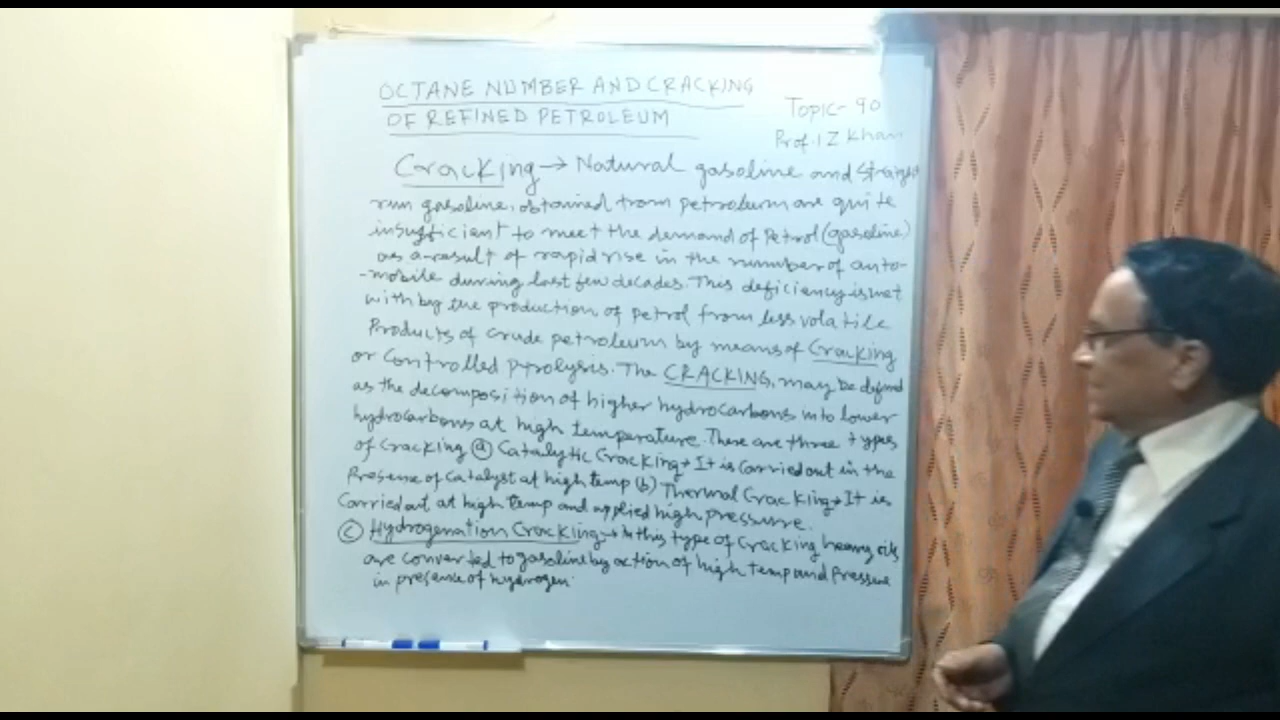 OCTANE NUMBER AND CRACKING
OF REFINED PETROLEUM
Topic- 90
Prof. I Z Khan
Cracking → Natural gasoline and straight
run gasoline, obtained from petroleum are quite
insufficient to meet the demand of Petrol (gasoline)
as a result of rapid rise in the number of auto-
-mobile during last few decades. This deficiency is met
with by the production of petrol from less volatile
Products of crude petroleum by means of Cracking
or Controlled Pyrolysis. The CRACKING, may be defined
as the decomposition of higher hydrocarbons into lower
hydrocarbons at high temperature. There are three types
of cracking (a) Catalytic Cracking → It is carried out in the
Presence of Catalyst at high temp (b) Thermal Cracking → It is
Carried out at high temp and applied high pressure.
(c) Hydrogenation Cracking → In this type of cracking heavy oils
are converted to gasoline by action of high temp and Pressure
in presence of hydrogen.